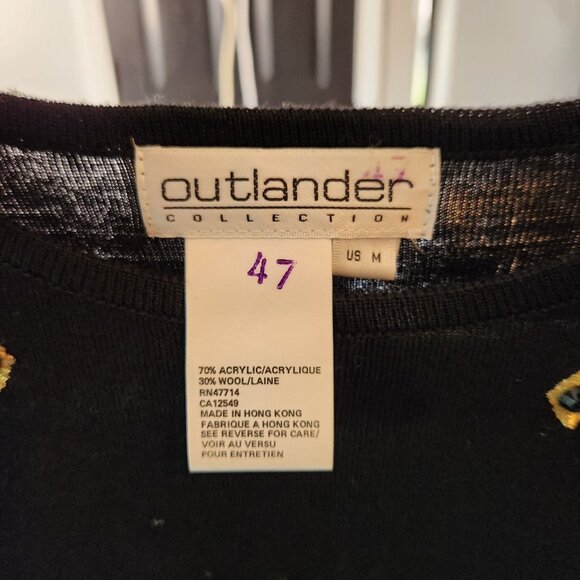 47
outlander
COLLECTION
US M
47
70% ACRYLIC/ACRYLIQUE
30% WOOL/LAINE
RN47714
CA12549
MADE IN HONG KONG
FABRIQUE A HONG KONG
SEE REVERSE FOR CARE/
VOIR AU VERSU
POUR ENTRETIEN